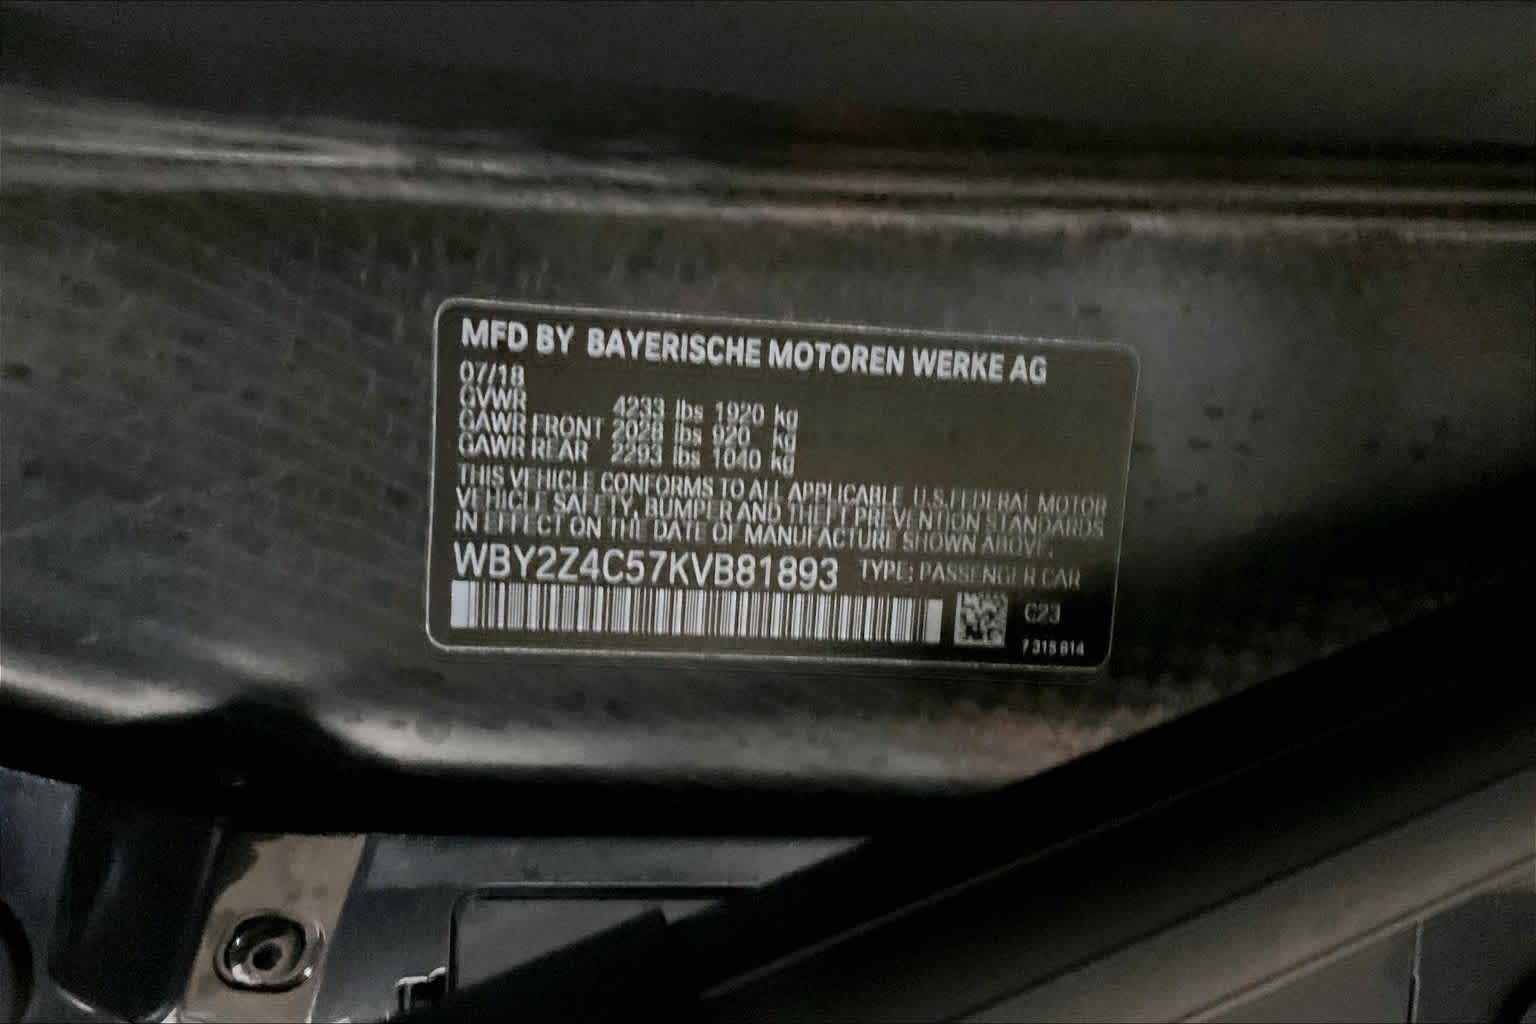 MFD BY BAYERISCHE MOTOREN WERKE AG
07/18
GVWR 4233 lbs 1920 kg
GAWR FRONT 2028 lbs 920 kg
GAWR REAR 2293 lbs 1040 kg
THIS VEHICLE CONFORMS TO ALL APPLICABLE U.S.FEDERAL MOTOR
VEHICLE SAFETY, BUMPER AND THEFT PREVENTION STANDARDS
IN EFFECT ON THE DATE OF MANUFACTURE SHOWN ABOVE.
WBY2Z4C57KVB81893 TYPE: PASSENGER CAR
C23
7 315 814